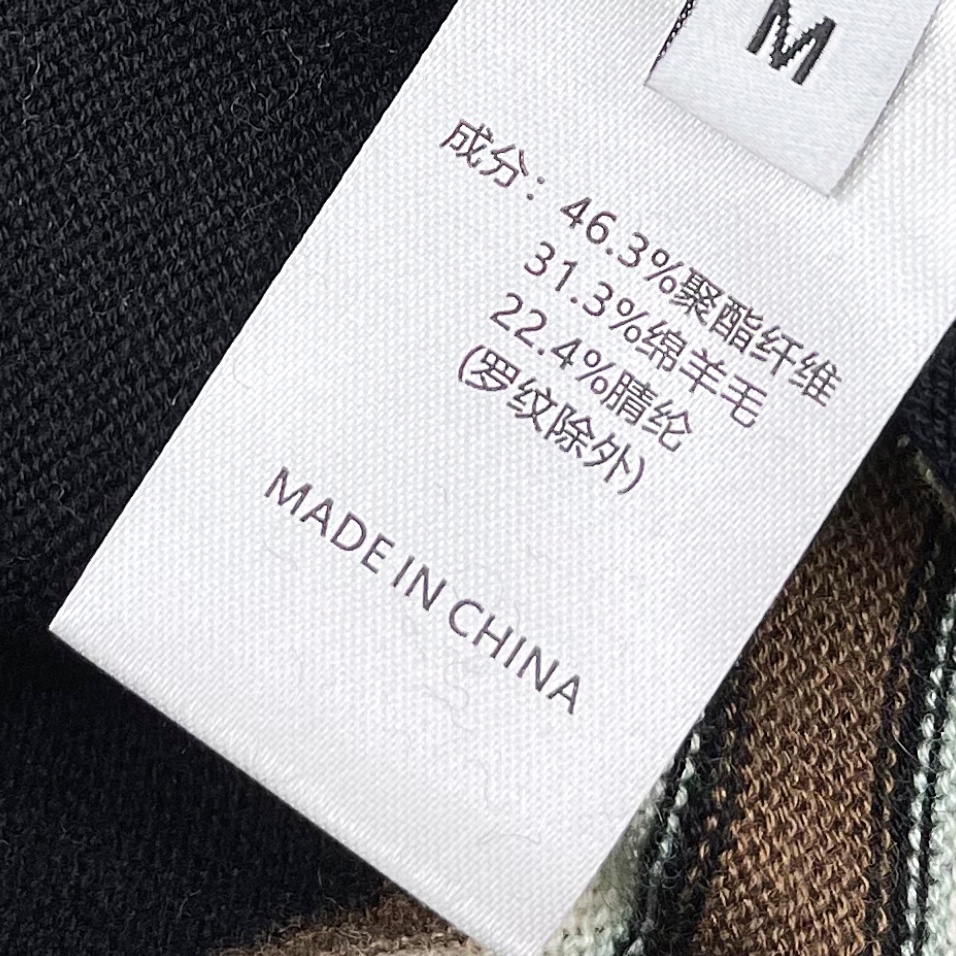 M
成分：46.3%聚酯纤维
31.3%绵羊毛
22.4%腈纶
(罗纹除外)
MADE IN CHINA